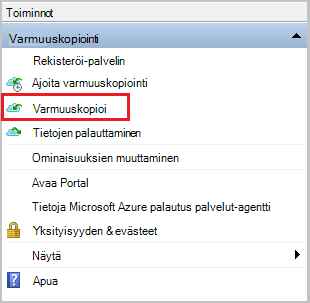 Toiminnot
Varmuuskopiointi
Rekisteröi-palvelin
Ajoita varmuuskopiointi
Varmuuskopioi
Tietojen palauttaminen
Ominaisuuksien muuttaminen
Avaa Portal
Tietoja Microsoft Azure palautus palvelut-agentti
Yksityisyyden & evästeet
Näytä
Apua